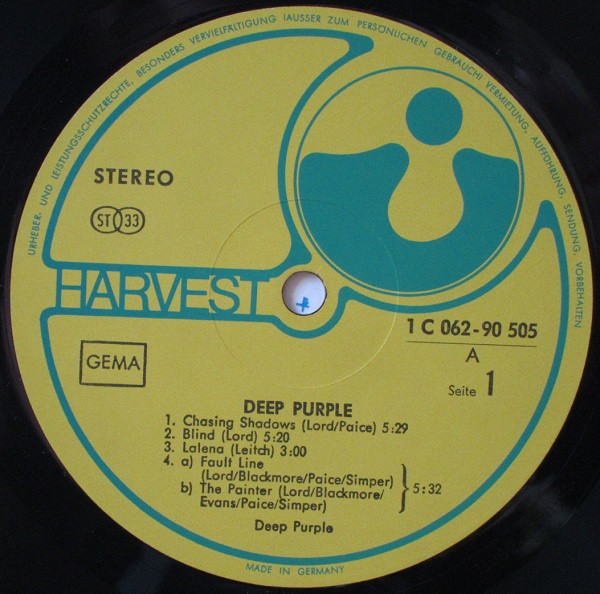 URHEBER- UND LEISTUNGSSCHUTZRECHTE, BESONDERS VERVIELFÄLTIGUNG (AUSSER ZUM PERSÖNLICHEN GEBRAUCH) VERMIETUNG, AUFFÜHRUNG, SENDUNG, VORBEHALTEN
STEREO
ST 33
HARVEST
1 C 062-90 505
A
Seite 1
GEMA
DEEP PURPLE
1. Chasing Shadows (Lord/Paice) 5:29
2. Blind (Lord) 5:20
3. Lalena (Leitch) 3:00
4. a) Fault Line
(Lord/Blackmore/Paice/Simper)
b) The Painter (Lord/Blackmore/
Evans/Paice/Simper)
5:32
Deep Purple
MADE IN GERMANY